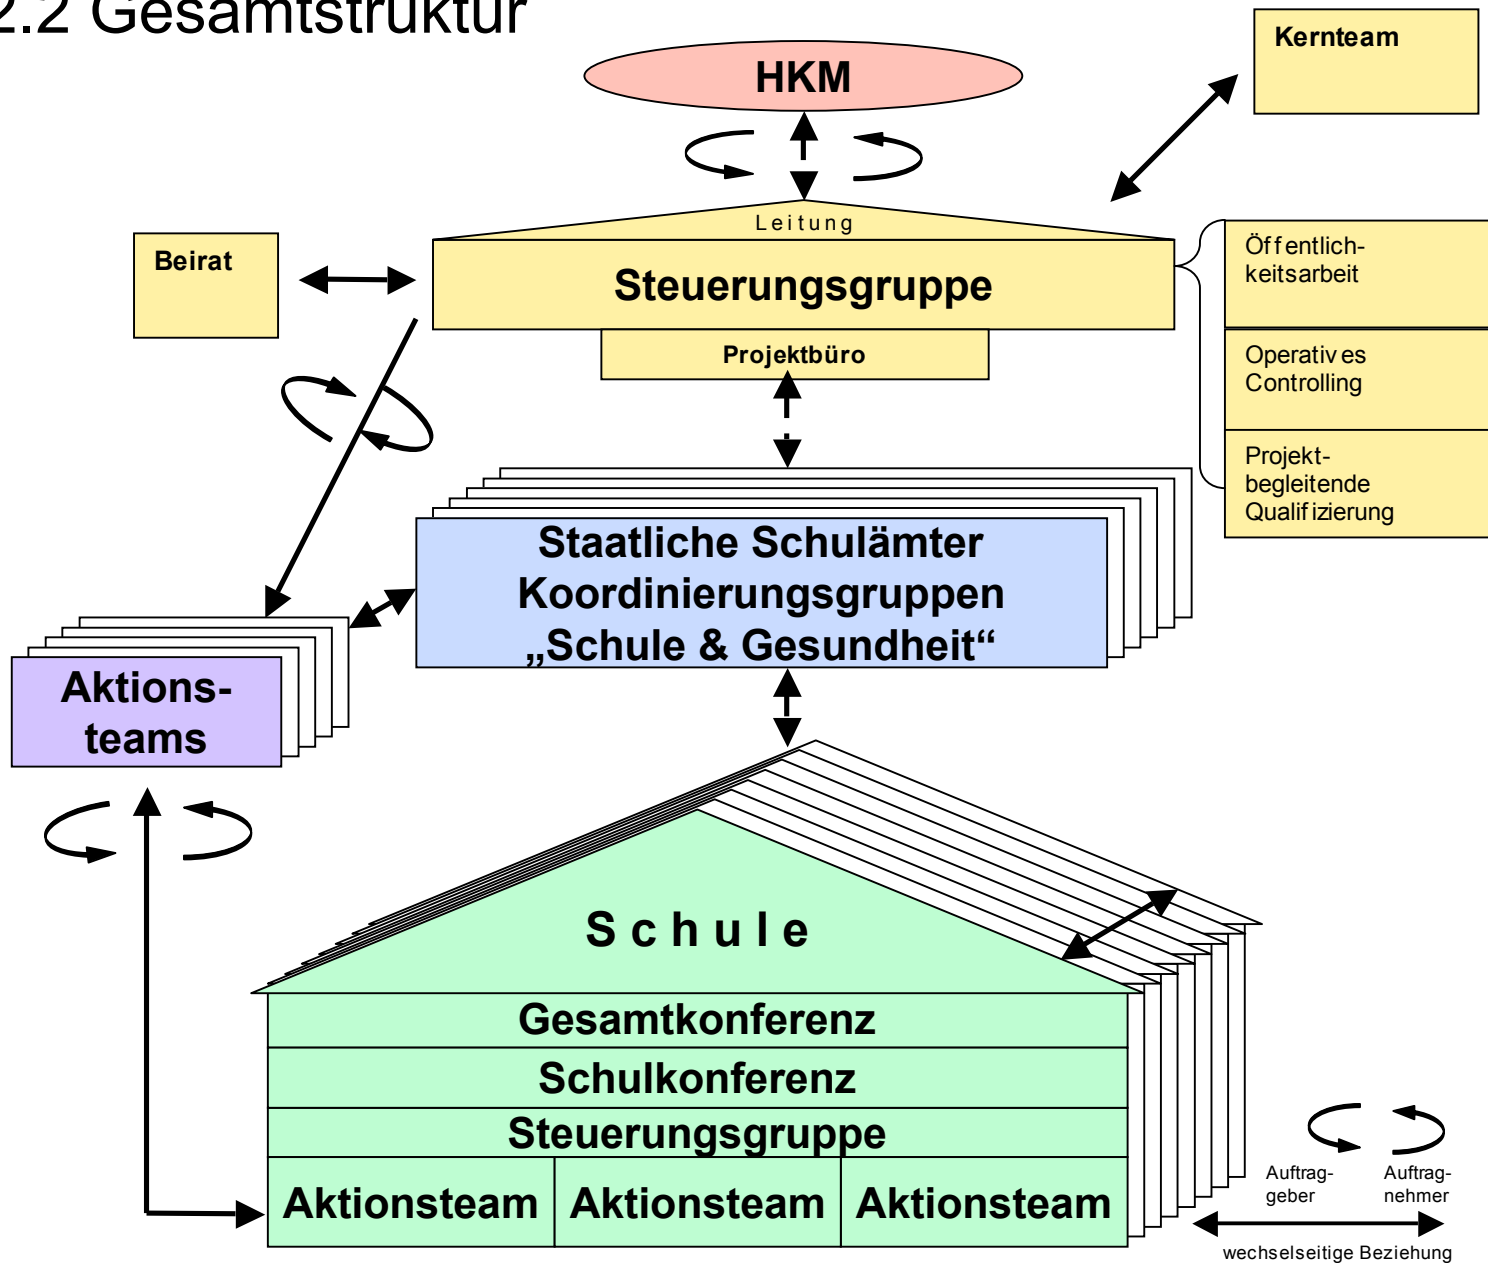 2.2 Gesamtstruktur
Kernteam
HKM
Leitung
Steuerungsgruppe
Projektbüro
Beirat
Öffentlich-
keitsarbeit
Operatives
Controlling
Projekt-
begleitende
Qualifizierung
Staatliche Schulämter
Koordinierungsgruppen
„Schule & Gesundheit“
Aktions-
teams
Schule
Gesamtkonferenz
Schulkonferenz
Steuerungsgruppe
Aktionsteam Aktionsteam Aktionsteam
Auftrag-
geber
Auftrag-
nehmer
wechselseitige Beziehung